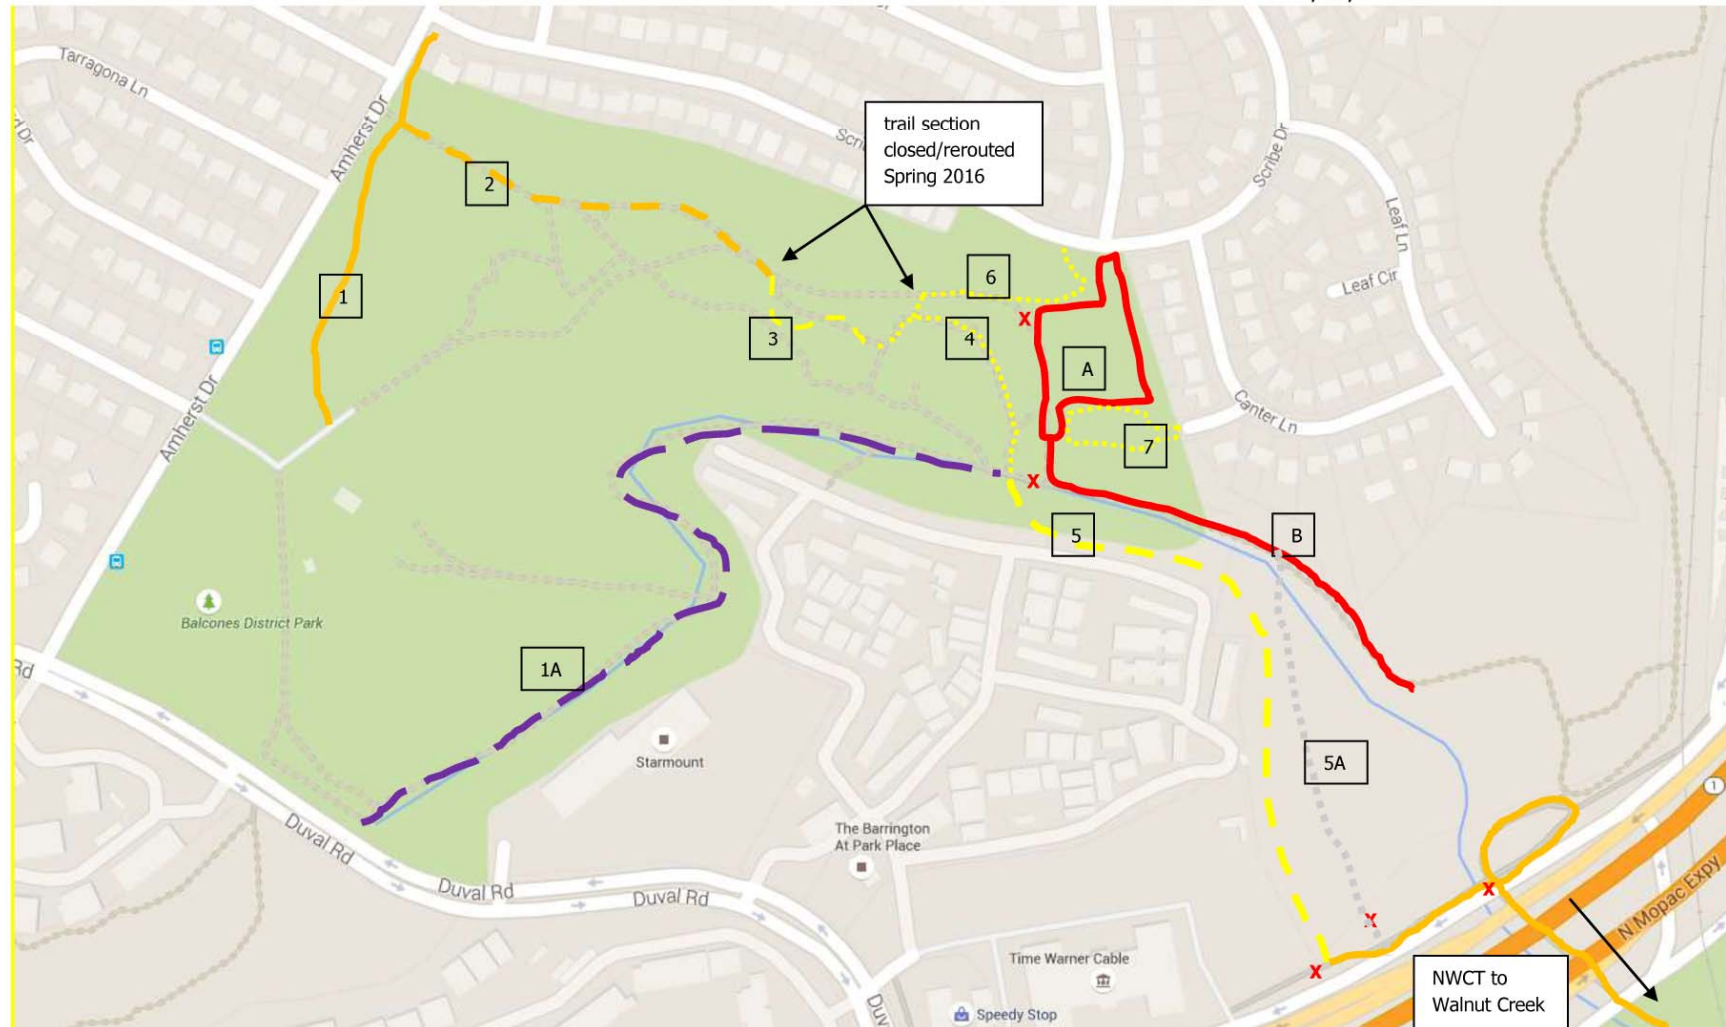 Tarragona Ln
Amherst Dr
trail section
closed/rerouted
Spring 2016
Scribe Dr
Leaf Ln
2
6
Leaf Cir
1
3
4
A
Amherst Dr
Canter Ln
7
X
X
5
B
Balcones District Park
1A
Starmount
5A
1
The Barrington
At Park Place
Duval Rd
Duval Rd
Duval Rd
N Mopac Expy
X
X
X
Time Warner Cable
NWCT to
Walnut Creek
Speedy Stop